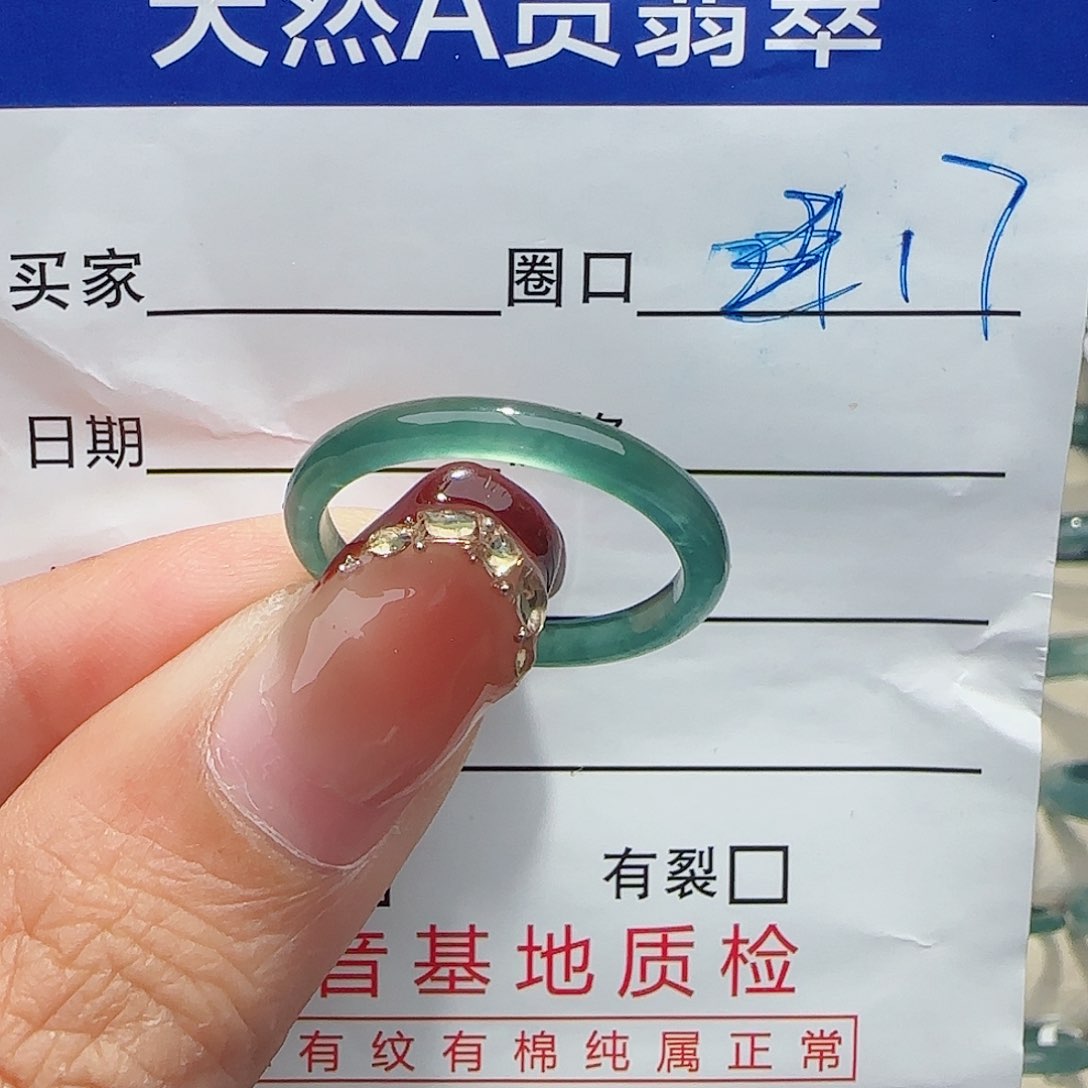 天然A货翡翠
买家 圈口 17
日期
有裂
音基地质检
有纹有棉纯属正常